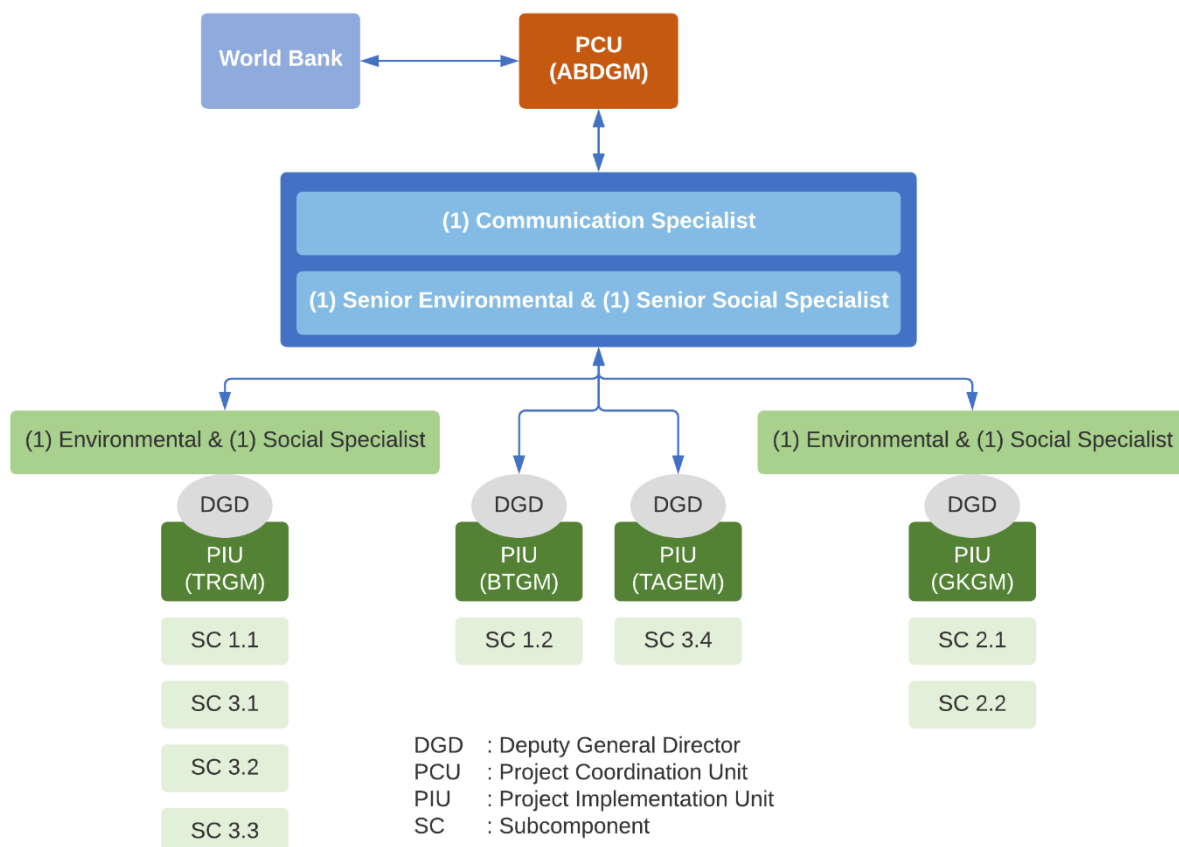 World Bank
PCU
(ABDGM)
(1) Communication Specialist
(1) Senior Environmental & (1) Senior Social Specialist
(1) Environmental & (1) Social Specialist
(1) Environmental & (1) Social Specialist
DGD
DGD
DGD
DGD
PIU
(TRGM)
PIU
(BTGM)
PIU
(TAGEM)
PIU
(GKGM)
SC 1.1
SC 1.2
SC 3.4
SC 2.1
SC 3.1
SC 2.2
SC 3.2
SC 3.3
DGD : Deputy General Director
PCU : Project Coordination Unit
PIU : Project Implementation Unit
SC : Subcomponent